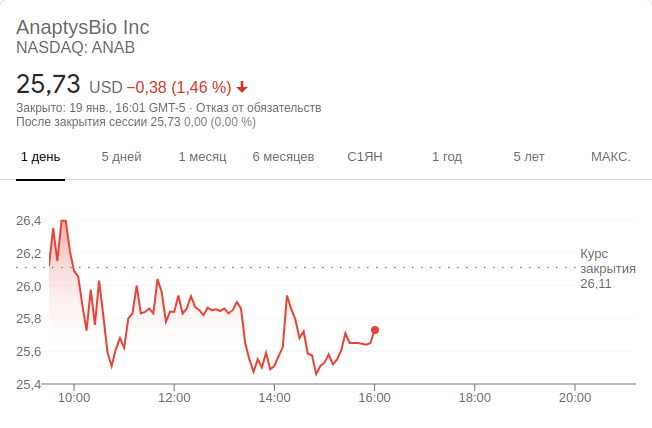 AnaptysBio Inc
NASDAQ: ANAB
25,73 USD −0,38 (1,46 %)
Закрыто: 19 янв., 16:01 GMT-5 · Отказ от обязательств
После закрытия сессии 25,73 0,00 (0,00 %)
1 день 5 дней 1 месяц 6 месяцев С1ЯН 1 год 5 лет МАКС.
26,4
26,2
26,0
25,8
25,6
25,4
Курс
закрытия
26,11
10:00 12:00 14:00 16:00 18:00 20:00